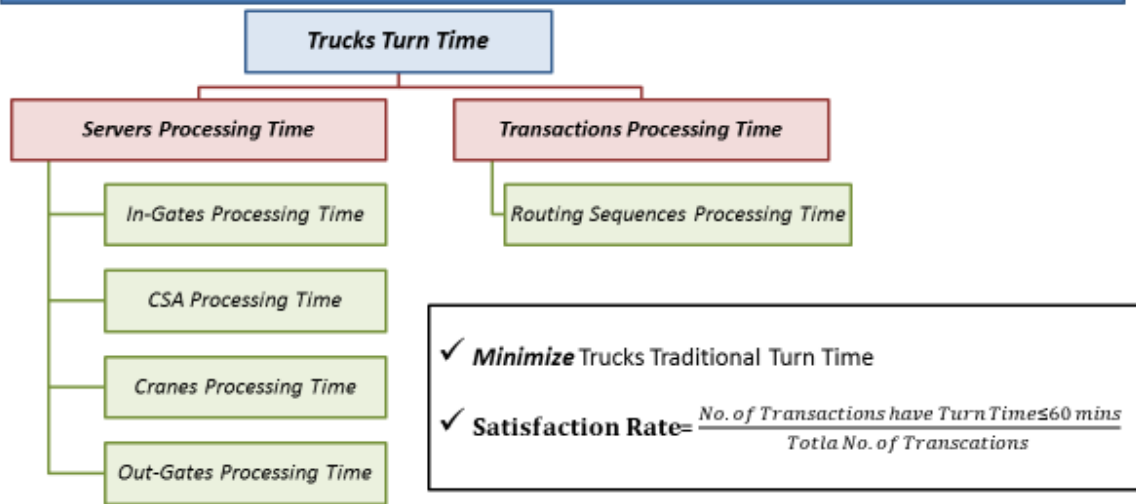 Trucks Turn Time
Servers Processing Time
Transactions Processing Time
In-Gates Processing Time
Routing Sequences Processing Time
CSA Processing Time
Cranes Processing Time
Out-Gates Processing Time
✓ Minimize Trucks Traditional Turn Time
✓ Satisfaction Rate= No. of Transactions have Turn Time≤60 mins
Totla No. of Transcations